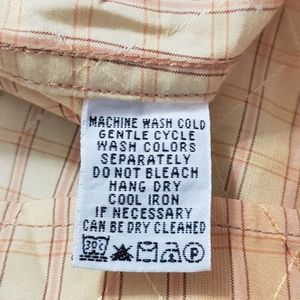 MACHINE WASH COLD
GENTLE CYCLE
WASH COLORS
SEPARATELY
DO NOT BLEACH
HANG DRY
COOL IRON
IF NECESSARY
CAN BE DRY CLEANED
30C P